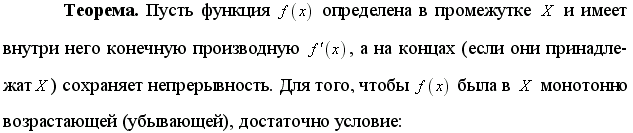 Теорема. Пусть функция f(x) определена в промежутке X и имеет
внутри него конечную производную f'(x), а на концах (если они принадле-
жат X) сохраняет непрерывность. Для того, чтобы f(x) была в X монотонно
возрастающей (убывающей), достаточно условие: